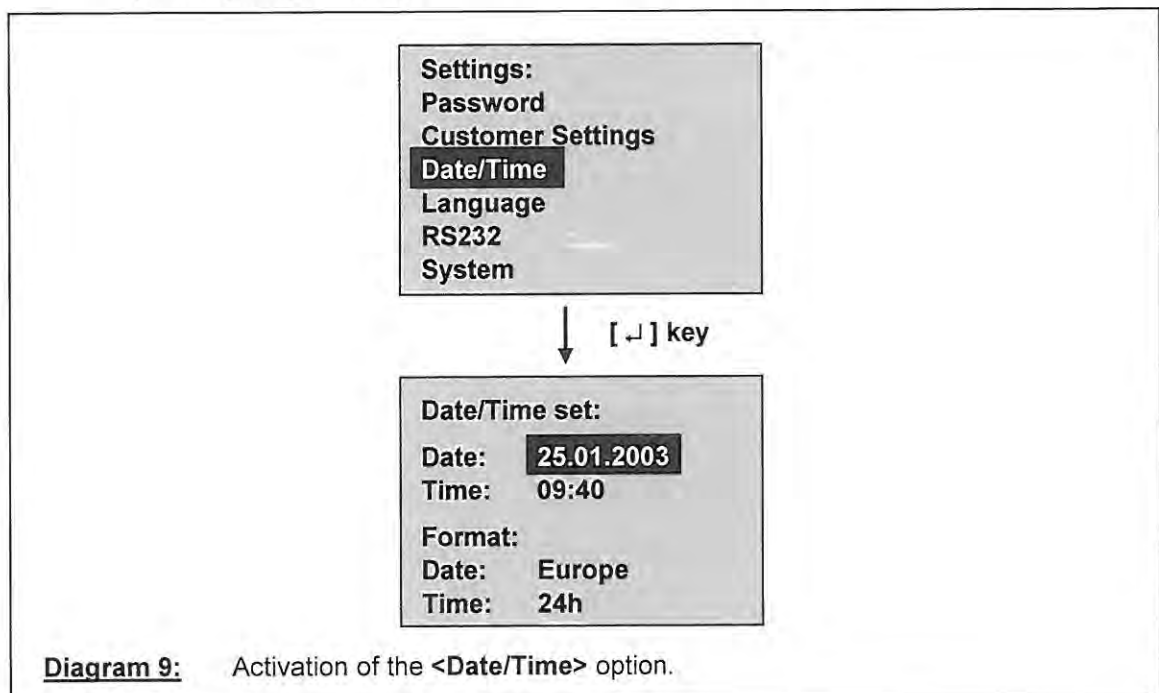 Settings:
Password
Customer Settings
Date/Time
Language
RS232
System
[ ↵ ] key
Date/Time set:
Date: 25.01.2003
Time: 09:40
Format:
Date: Europe
Time: 24h
Diagram 9: Activation of the <Date/Time> option.